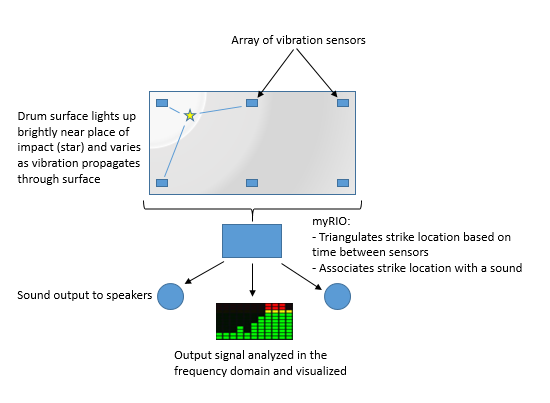 Array of vibration sensors
Drum surface lights up
brightly near place of
impact (star) and varies
as vibration propagates
through surface
myRIO:
- Triangulates strike location based on
time between sensors
- Associates strike location with a sound
Sound output to speakers
Output signal analyzed in the
frequency domain and visualized